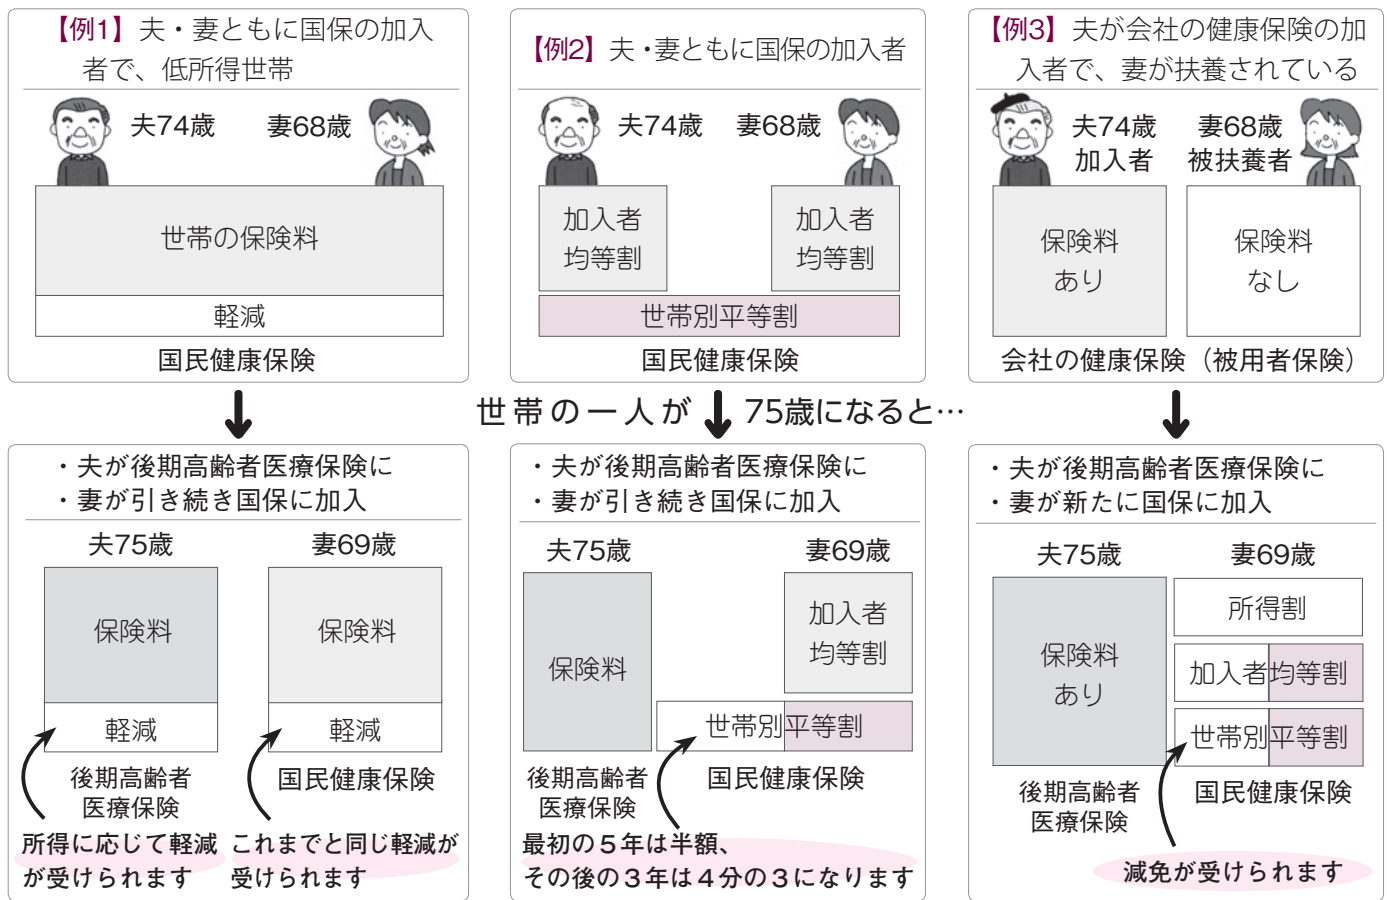 【例1】夫・妻ともに国保の加入
者で、低所得世帯
夫74歳 妻68歳
世帯の保険料
軽減
国民健康保険
【例2】夫・妻ともに国保の加入者
夫74歳 妻68歳
加入者
均等割
加入者
均等割
世帯別平等割
国民健康保険
【例3】夫が会社の健康保険の加
入者で、妻が扶養されている
夫74歳
加入者
妻68歳
被扶養者
保険料
あり
保険料
なし
会社の健康保険（被用者保険）
世帯の一人が 75歳になると…
・夫が後期高齢者医療保険に
・妻が引き続き国保に加入
夫75歳 妻69歳
保険料
軽減
保険料
軽減
後期高齢者
医療保険
国民健康保険
所得に応じて軽減
が受けられます
これまでと同じ軽減が
受けられます
・夫が後期高齢者医療保険に
・妻が引き続き国保に加入
夫75歳 妻69歳
保険料
加入者
均等割
世帯別平等割
後期高齢者
医療保険
国民健康保険
最初の５年は半額、
その後の３年は４分の３になります
・夫が後期高齢者医療保険に
・妻が新たに国保に加入
夫75歳 妻69歳
保険料
あり
所得割
加入者均等割
世帯別平等割
後期高齢者
医療保険
国民健康保険
減免が受けられます